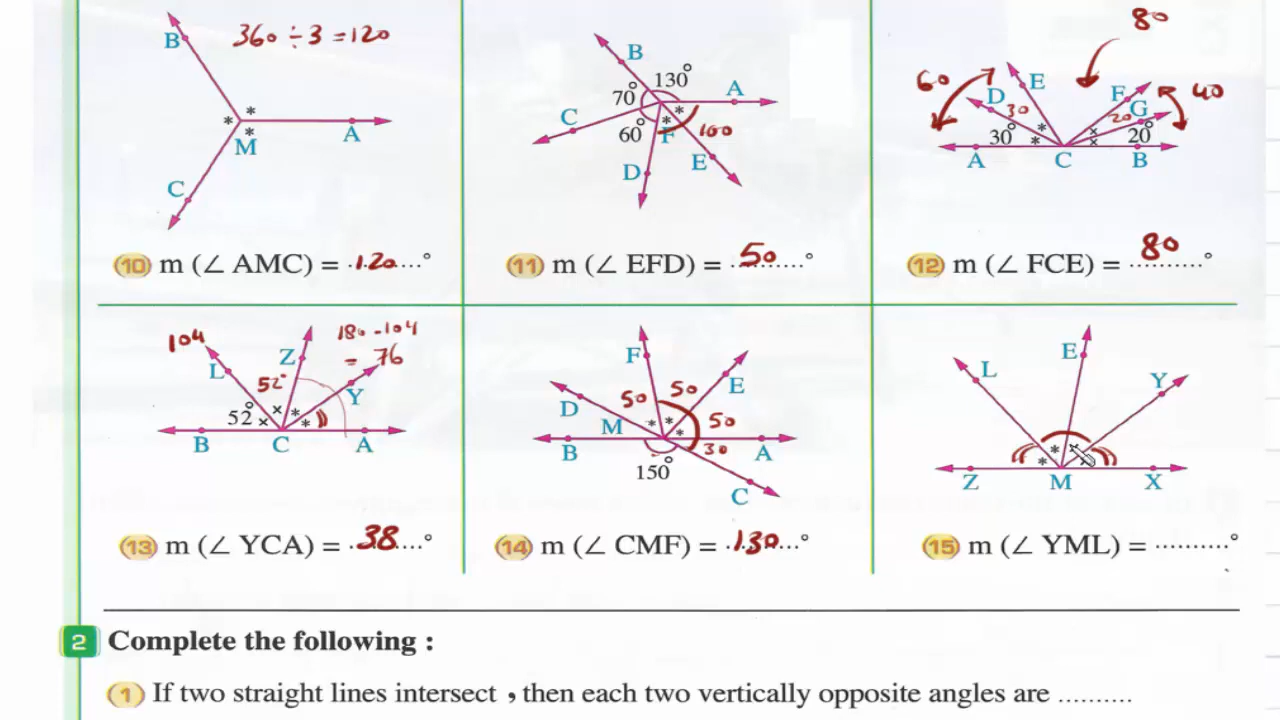 B
360 ÷ 3 = 120
* * *
M
A
C
(10) m (∠ AMC) = 120°
B
130°
A
70°
C
60°
F
* *
100
D
E
(11) m (∠ EFD) = 50°
80
60
D
E
30
F
G
40
20
30°
* *
× ×
20°
A
C
B
(12) m (∠ FCE) = 80°
104
L
Z
180 - 104
= 76
52°
Y
52°
× ×
* *
B
C
A
(13) m (∠ YCA) = 38°
F
E
D
50
50
50
M
* * *
30
B
A
150°
C
(14) m (∠ CMF) = 130°
L
E
Y
* *
Z
M
X
(15) m (∠ YML) = ..........°
2 Complete the following :
(1) If two straight lines intersect , then each two vertically opposite angles are ..........